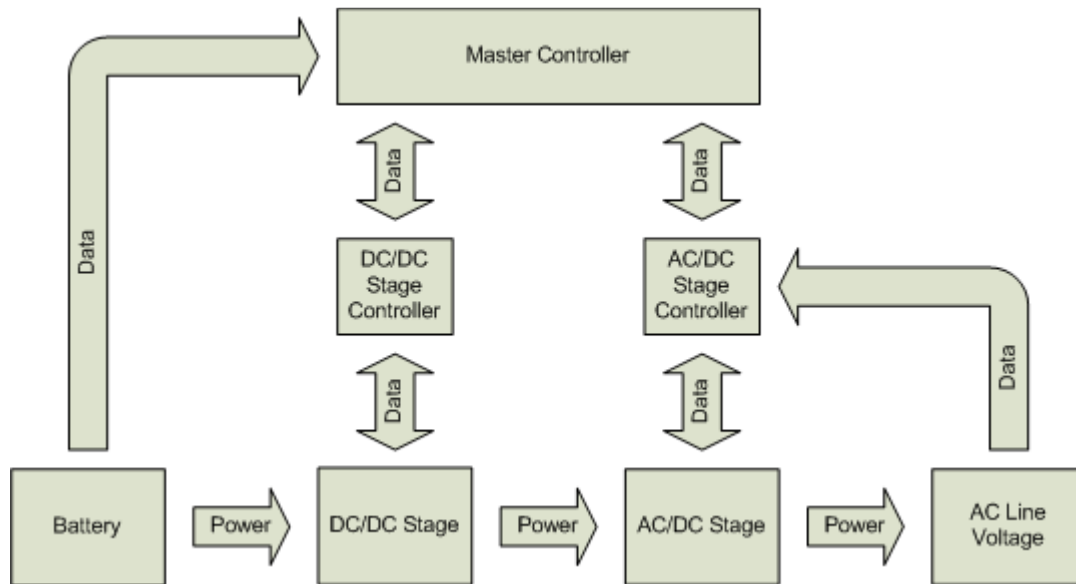 Master Controller
Data
Data
Data
DC/DC
Stage
Controller
AC/DC
Stage
Controller
Data
Data
Data
Battery
Power
DC/DC Stage
Power
AC/DC Stage
Power
AC Line
Voltage